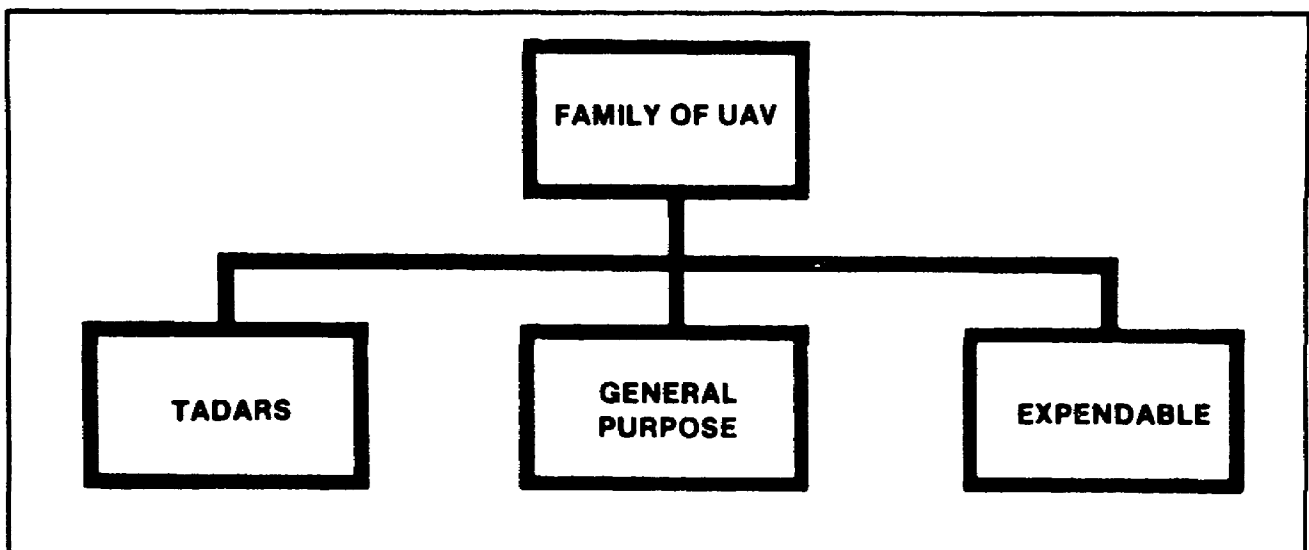 FAMILY OF UAV
TADARS
GENERAL
PURPOSE
EXPENDABLE